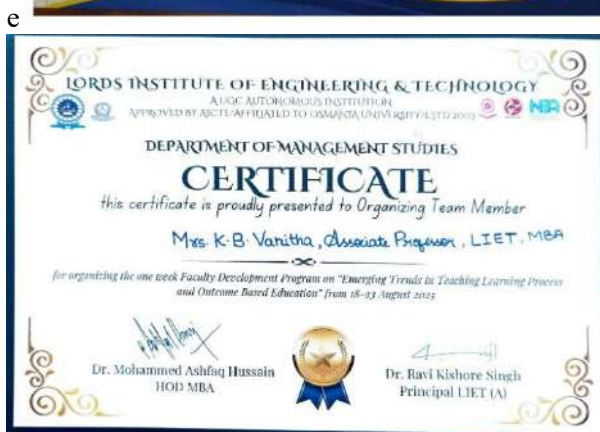 e
LORDS INSTITUTE OF ENGINEERING & TECHNOLOGY
A UGC AUTONOMOUS INSTITUTION
APPROVED BY AICTE/AFFILIATED TO OSMANIA UNIVERSITY/ESTD 2003
NBA
DEPARTMENT OF MANAGEMENT STUDIES
CERTIFICATE
this certificate is proudly presented to Organizing Team Member
Mrs. K.B. Vanitha, Associate Professor, LIET, MBA
for organizing the one week Faculty Development Program on "Emerging Trends in Teaching Learning Process
and Outcome Based Education" from 18-23 August 2025
Dr. Mohammed Ashfaq Hussain
HOD MBA
Dr. Ravi Kishore Singh
Principal LIET (A)